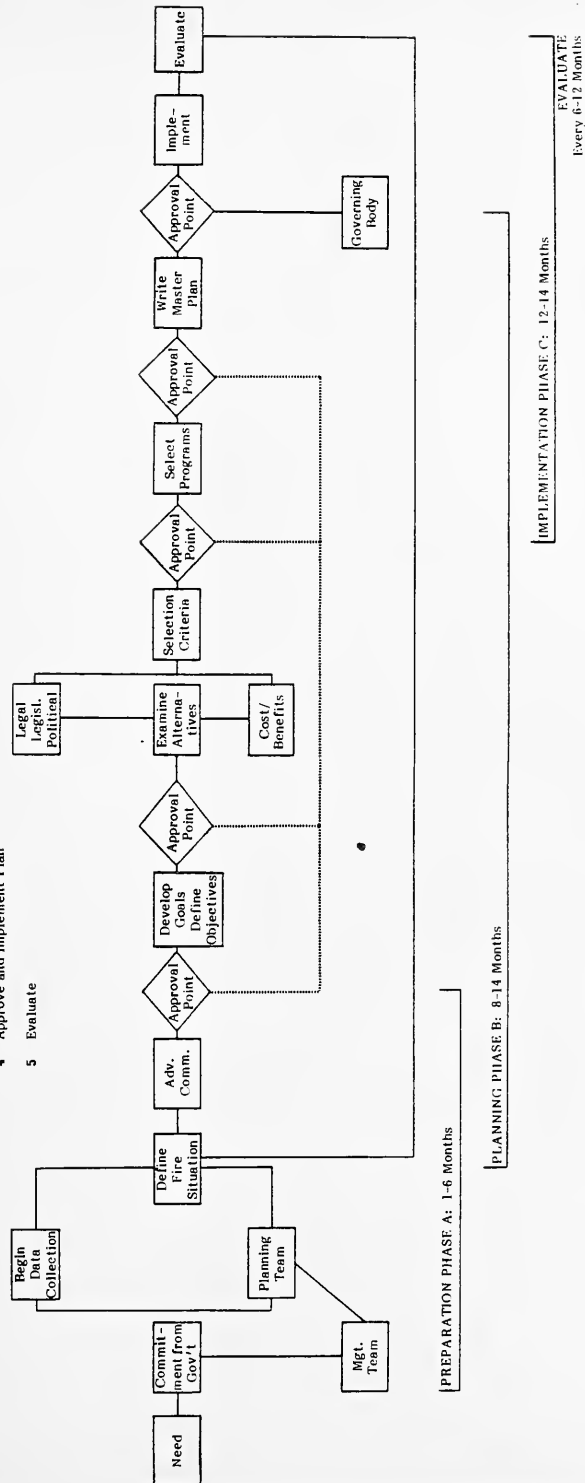 4 Approve and Implement Plan
5 Evaluate
Need
Commit-
ment from
Gov't
Mgt.
Team
Begin
Data
Collection
Planning
Team
Define
Fire
Situation
Adv.
Comm.
Approval
Point
Develop
Goals
Define
Objectives
Approval
Point
Legal
Legisl.
Political
Examine
Alterna-
tives
Cost/
Benefits
Selection
Criteria
Approval
Point
Select
Programs
Approval
Point
Write
Master
Plan
Approval
Point
Governing
Body
Imple-
ment
Evaluate
PREPARATION PHASE A: 1-6 Months
PLANNING PHASE B: 8-14 Months
IMPLEMENTATION PHASE C: 12-14 Months
EVALUATE
Every 6-12 Months